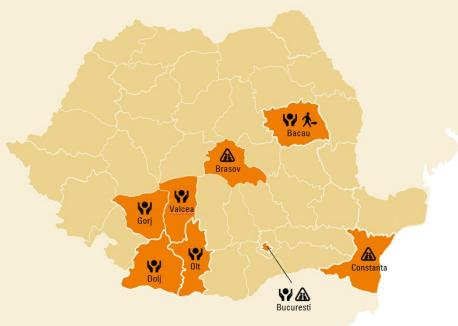 Bacau
Brasov
Valcea
Gorj
Olt
Dolj
Constanta
Bucuresti